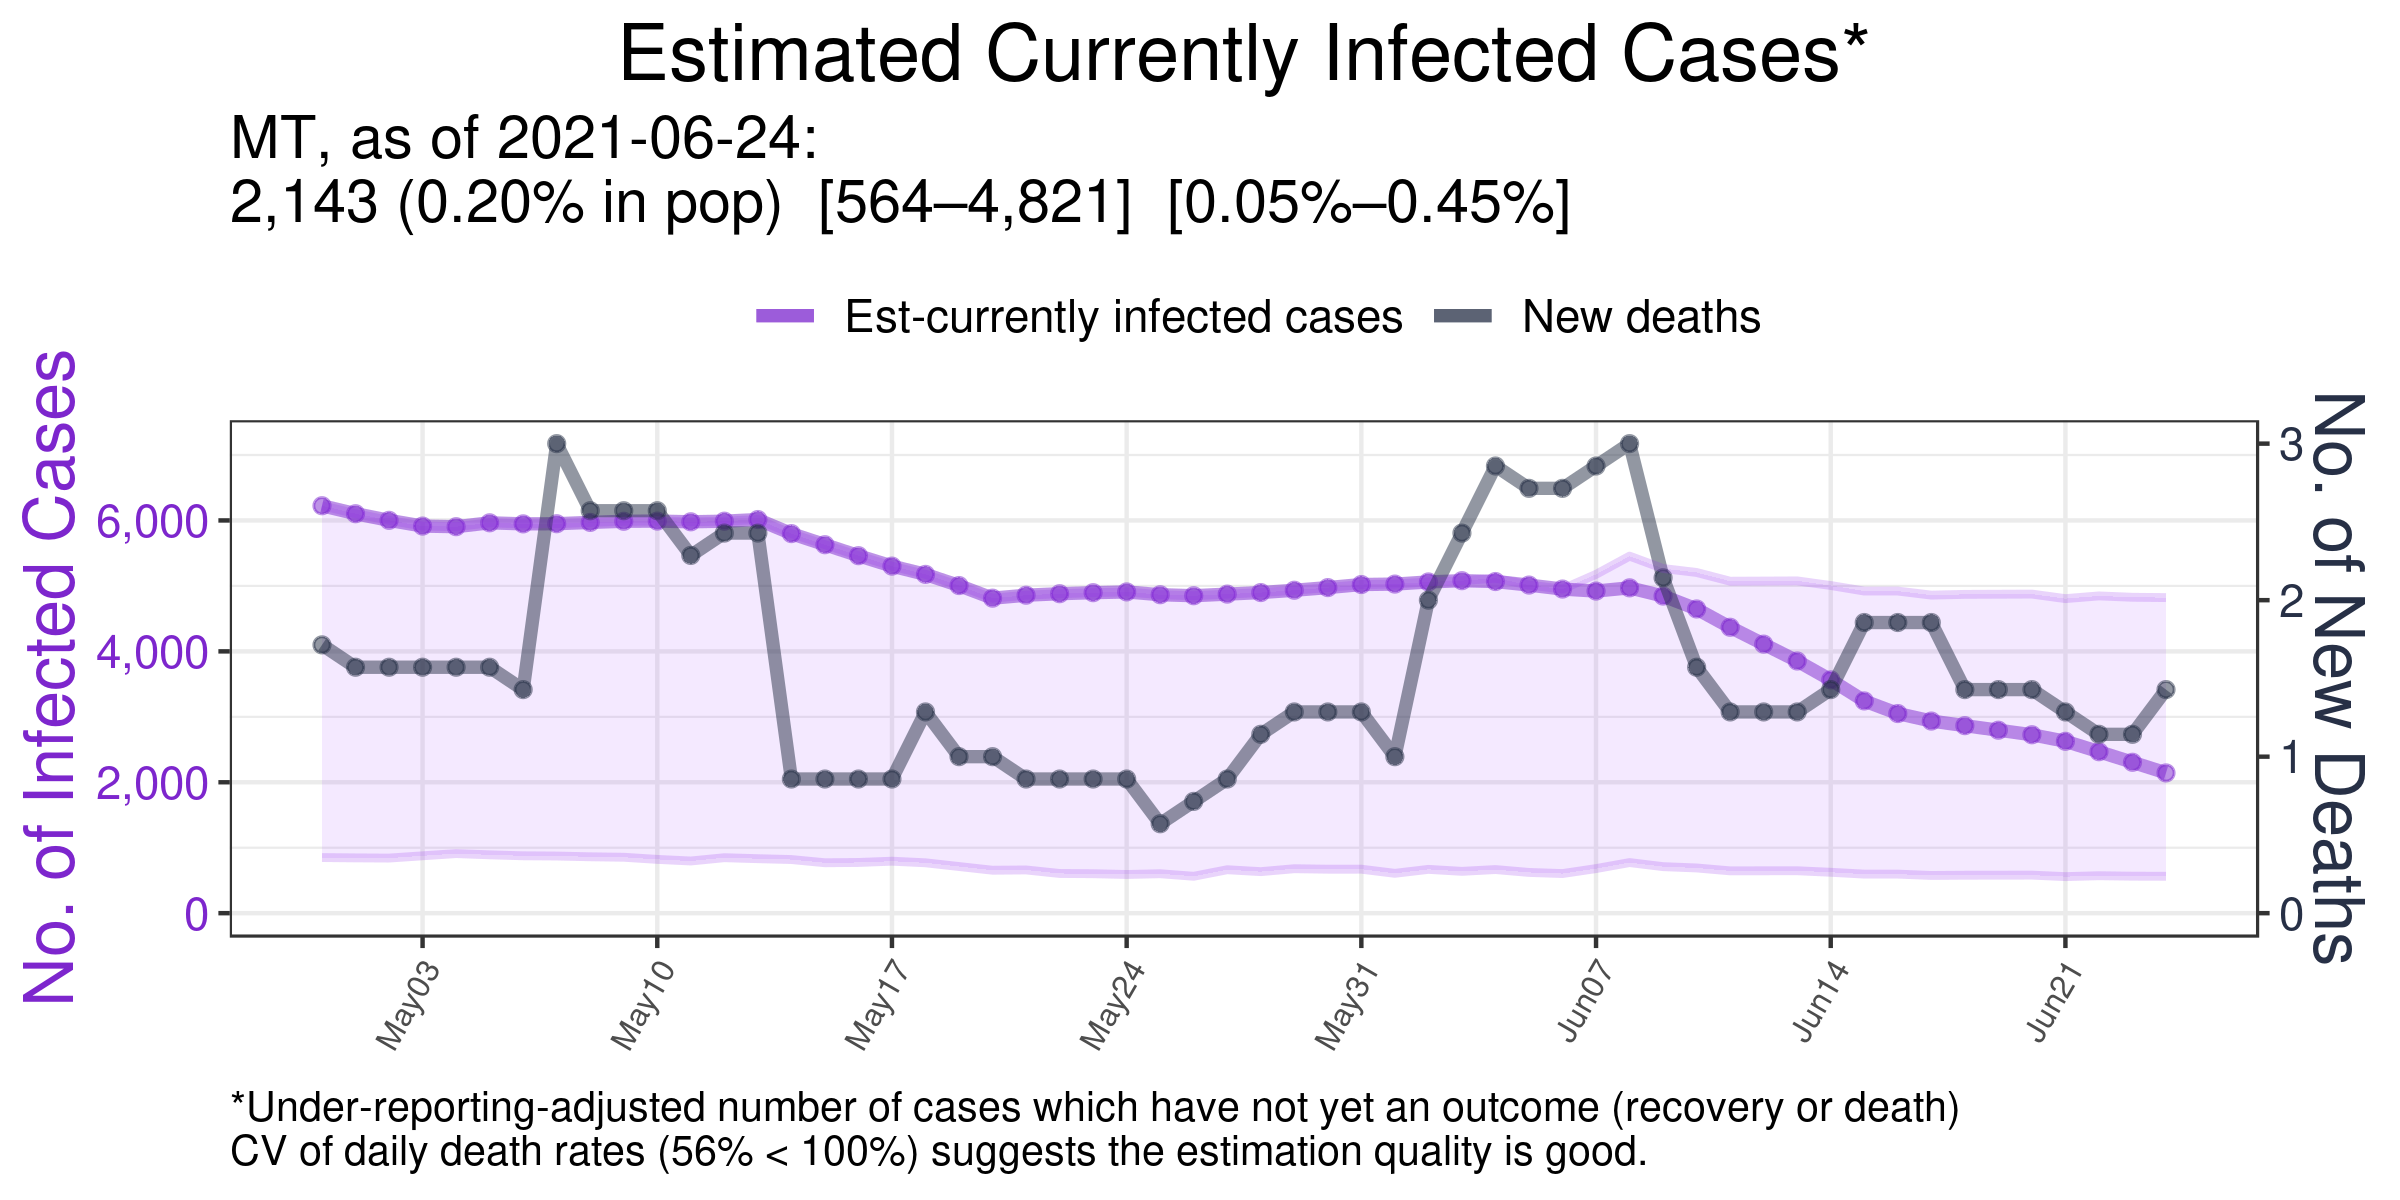 Estimated Currently Infected Cases*
MT, as of 2021-06-24:
2,143 (0.20% in pop)  [564–4,821]  [0.05%–0.45%]
Est-currently infected cases
New deaths
No. of Infected Cases
6,000
4,000
2,000
0
3
2
1
0
No. of New Deaths
May03
May10
May17
May24
May31
Jun07
Jun14
Jun21
*Under-reporting-adjusted number of cases which have not yet an outcome (recovery or death)
CV of daily death rates (56% < 100%) suggests the estimation quality is good.